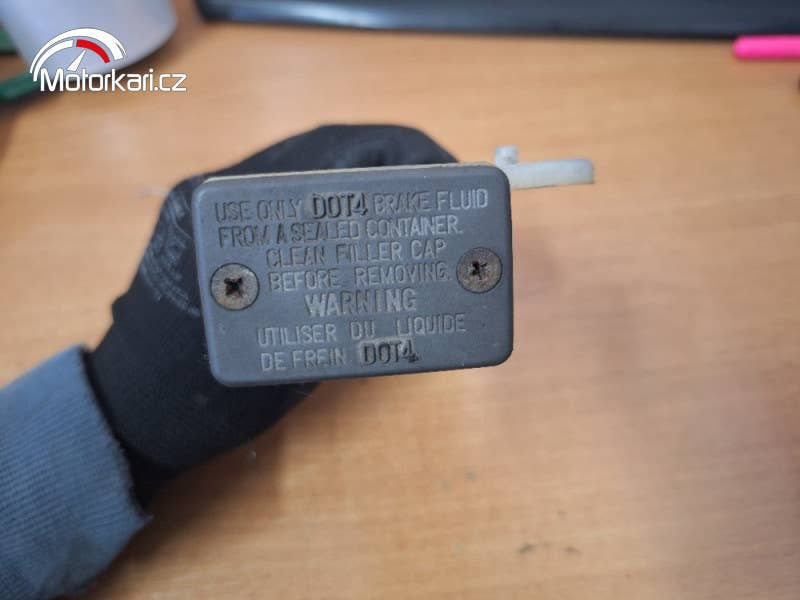 Motorkari.cz
USE ONLY DOT4 BRAKE FLUID
FROM A SEALED CONTAINER.
CLEAN FILLER CAP
BEFORE REMOVING.
WARNING
UTILISER DU LIQUIDE
DE FREIN DOT4